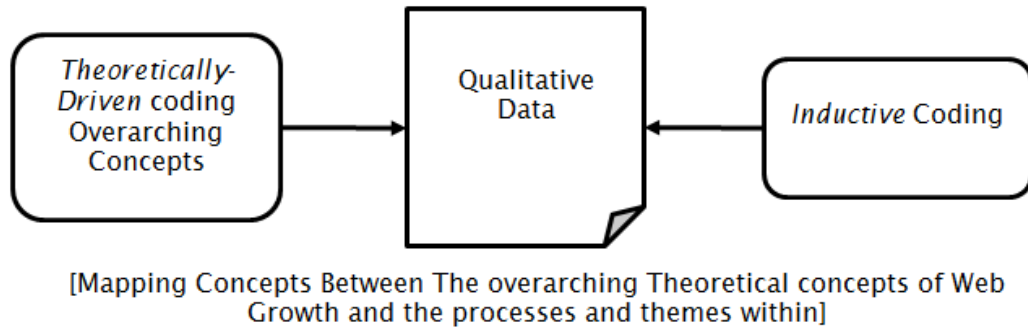 Theoretically-
Driven coding
Overarching
Concepts
Qualitative
Data
Inductive Coding
[Mapping Concepts Between The overarching Theoretical concepts of Web
Growth and the processes and themes within]